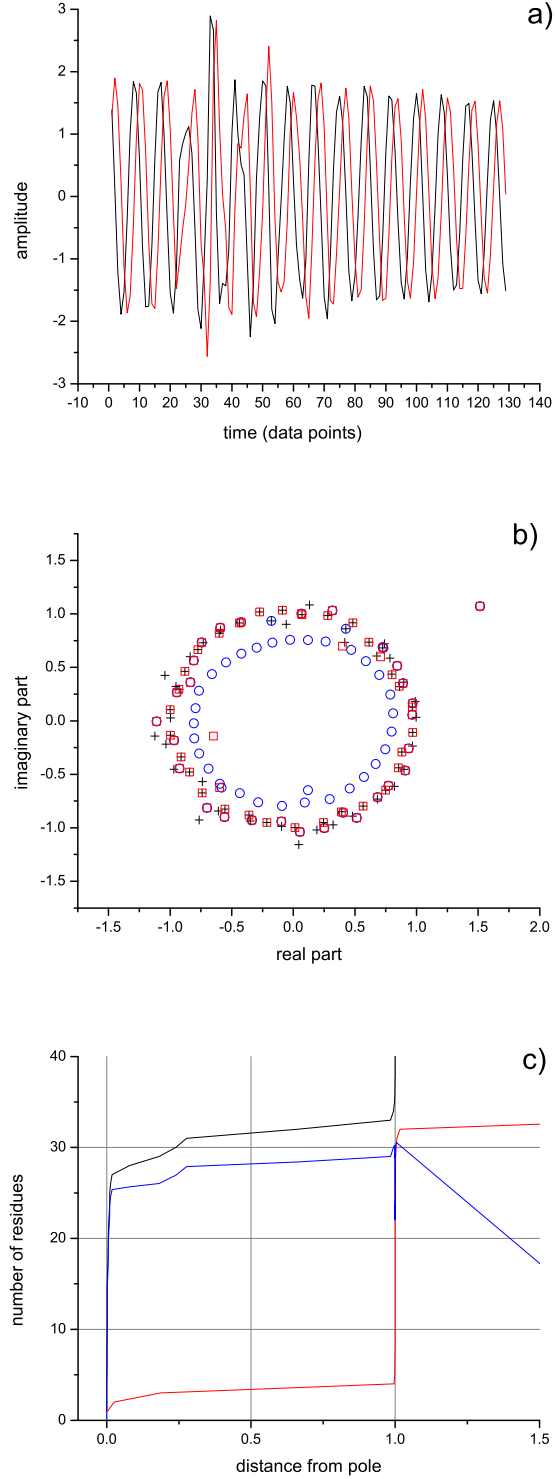 a)
3
2
1
0
-1
-2
-3
amplitude
-10 0 10 20 30 40 50 60 70 80 90 100 110 120 130 140
time (data points)
b)
1.5
1.0
0.5
0.0
-0.5
-1.0
-1.5
imaginary part
-1.5 -1.0 -0.5 0.0 0.5 1.0 1.5 2.0
real part
c)
40
30
20
10
0
number of residues
0.0 0.5 1.0 1.5
distance from pole